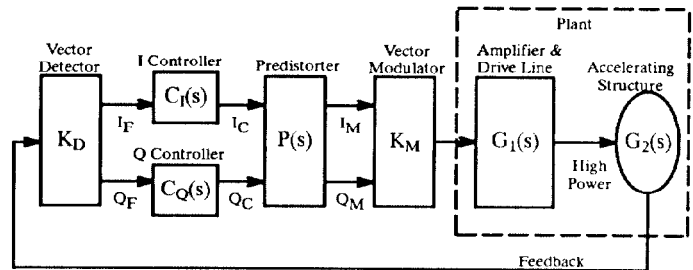 Plant
Vector
Detector
I Controller
Predistorter
Vector
Modulator
Amplifier &
Drive Line
Accelerating
Structure
K_D
I_F
C_I(s)
I_C
P(s)
I_M
K_M
G_1(s)
High
Power
G_2(s)
Q Controller
Q_F
C_Q(s)
Q_C
Q_M
Feedback